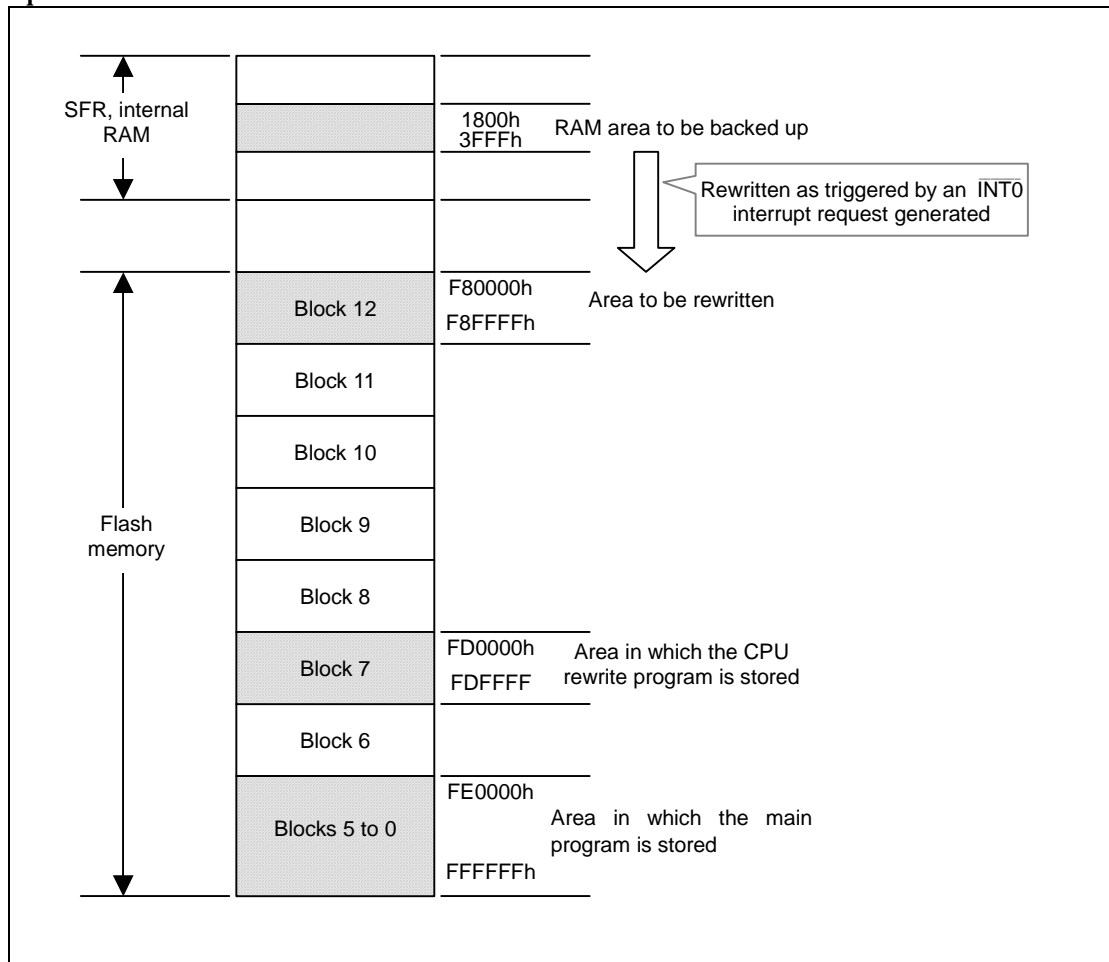 SFR, internal
RAM
1800h
3FFFh
RAM area to be backed up
Rewritten as triggered by an INT0
interrupt request generated
F80000h
Block 12
Area to be rewritten
F8FFFFh
Block 11
Block 10
Block 9
Flash
memory
Block 8
FD0000h
Block 7
Area in which the CPU
rewrite program is stored
FDFFFF
Block 6
FE0000h
Blocks 5 to 0
Area in which the main
program is stored
FFFFFFh